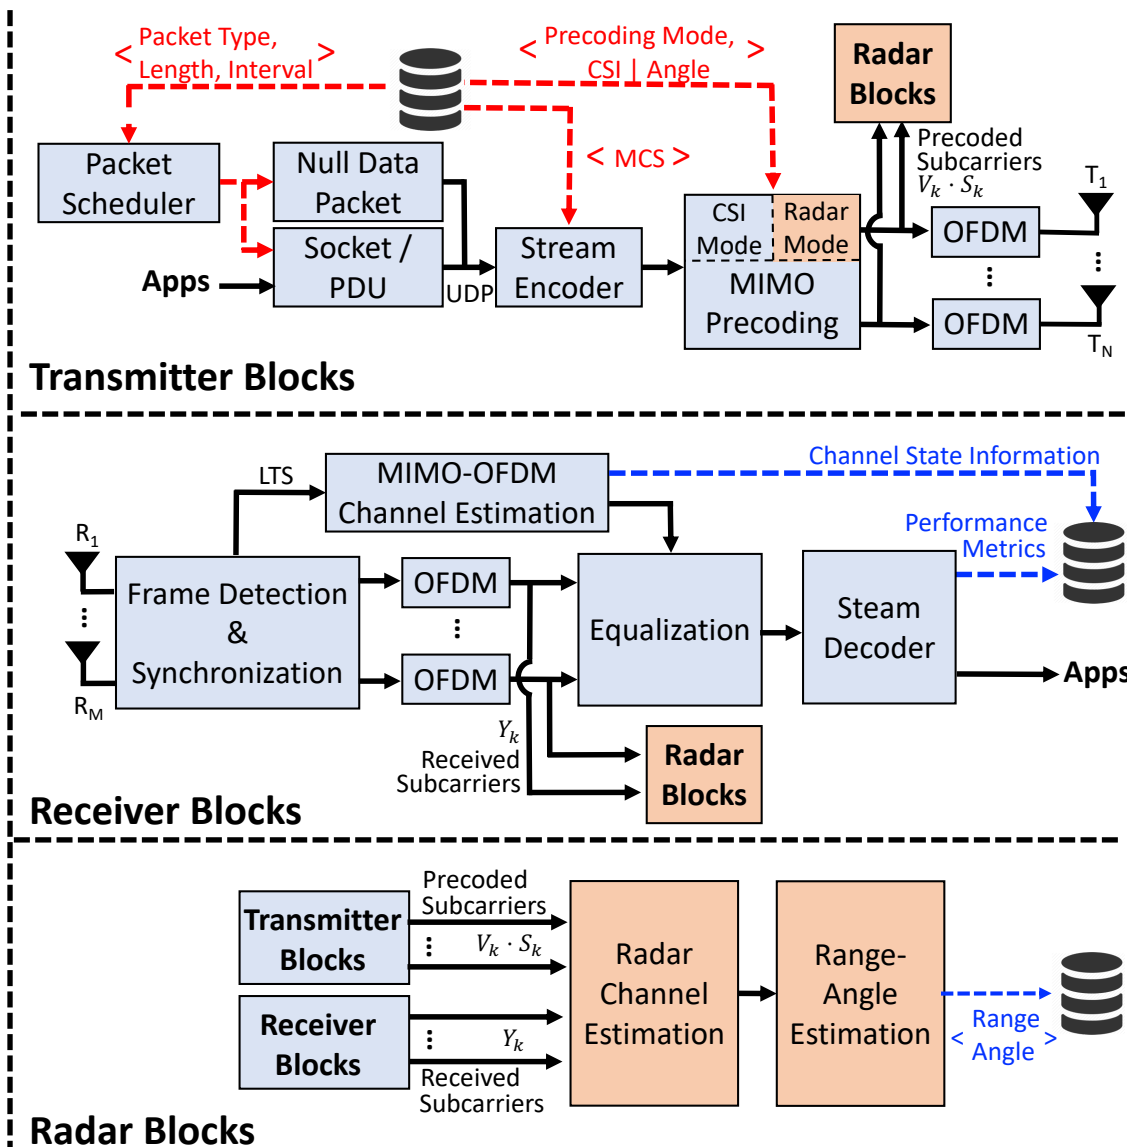 < Packet Type,
Length, Interval >
< Precoding Mode,
CSI | Angle >
Radar
Blocks
< MCS >
Precoded
Subcarriers
V_k · S_k
Packet
Scheduler
Null Data
Packet
Socket /
PDU
Apps
UDP
Stream
Encoder
CSI
Mode
Radar
Mode
MIMO
Precoding
OFDM
T_1
OFDM
T_N
Transmitter Blocks
Channel State Information
LTS
MIMO-OFDM
Channel Estimation
Performance
Metrics
R_1
Frame Detection
&
Synchronization
R_M
OFDM
OFDM
Equalization
Steam
Decoder
Apps
Y_k
Received
Subcarriers
Radar
Blocks
Receiver Blocks
Transmitter
Blocks
Precoded
Subcarriers
V_k · S_k
Receiver
Blocks
Y_k
Received
Subcarriers
Radar
Channel
Estimation
Range-
Angle
Estimation
< Range
Angle >
Radar Blocks